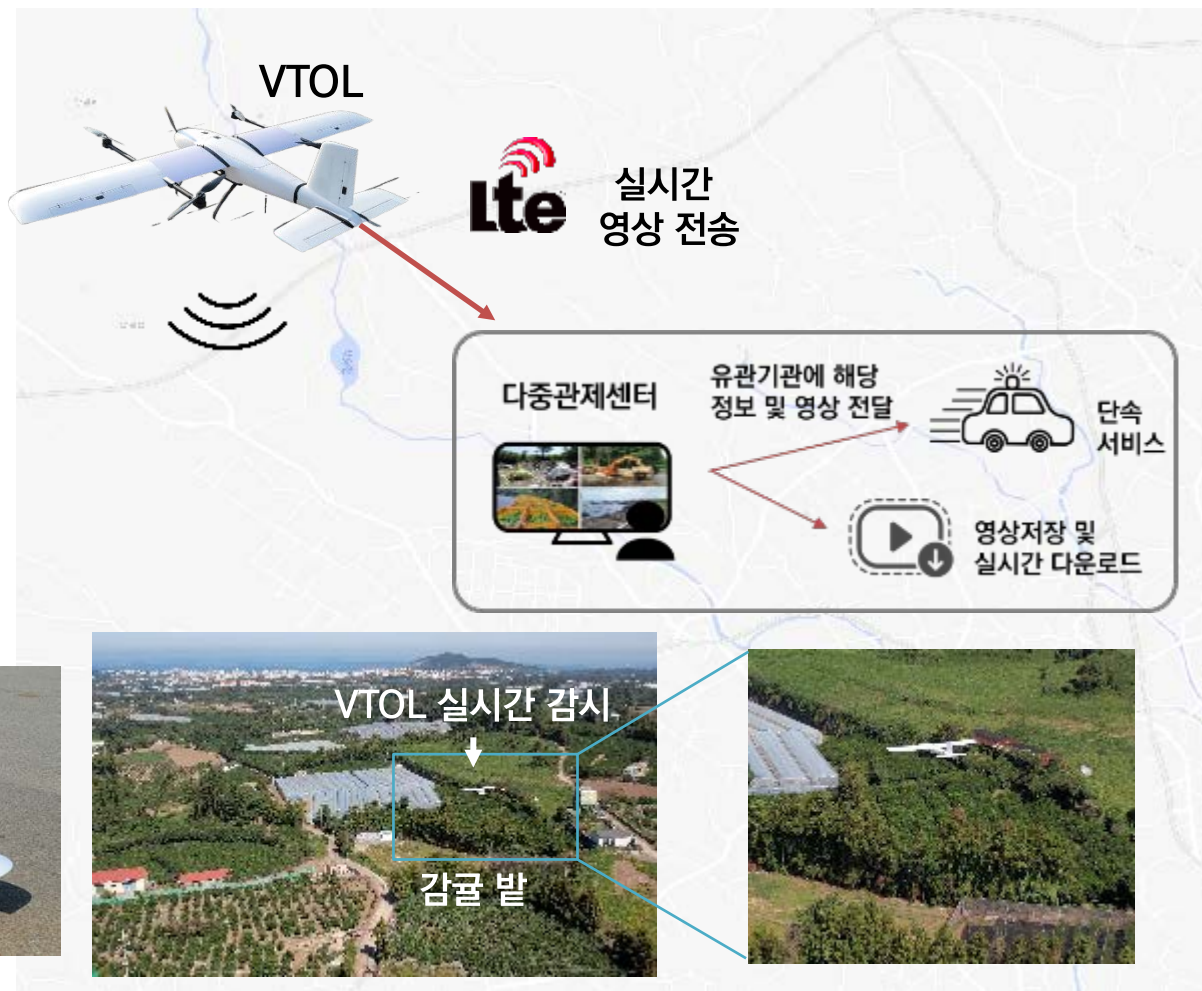 VTOL
Lte
실시간
영상 전송
다중관제센터
유관기관에 해당
정보 및 영상 전달
단속
서비스
영상저장 및
실시간 다운로드
VTOL 실시간 감시
감귤 밭